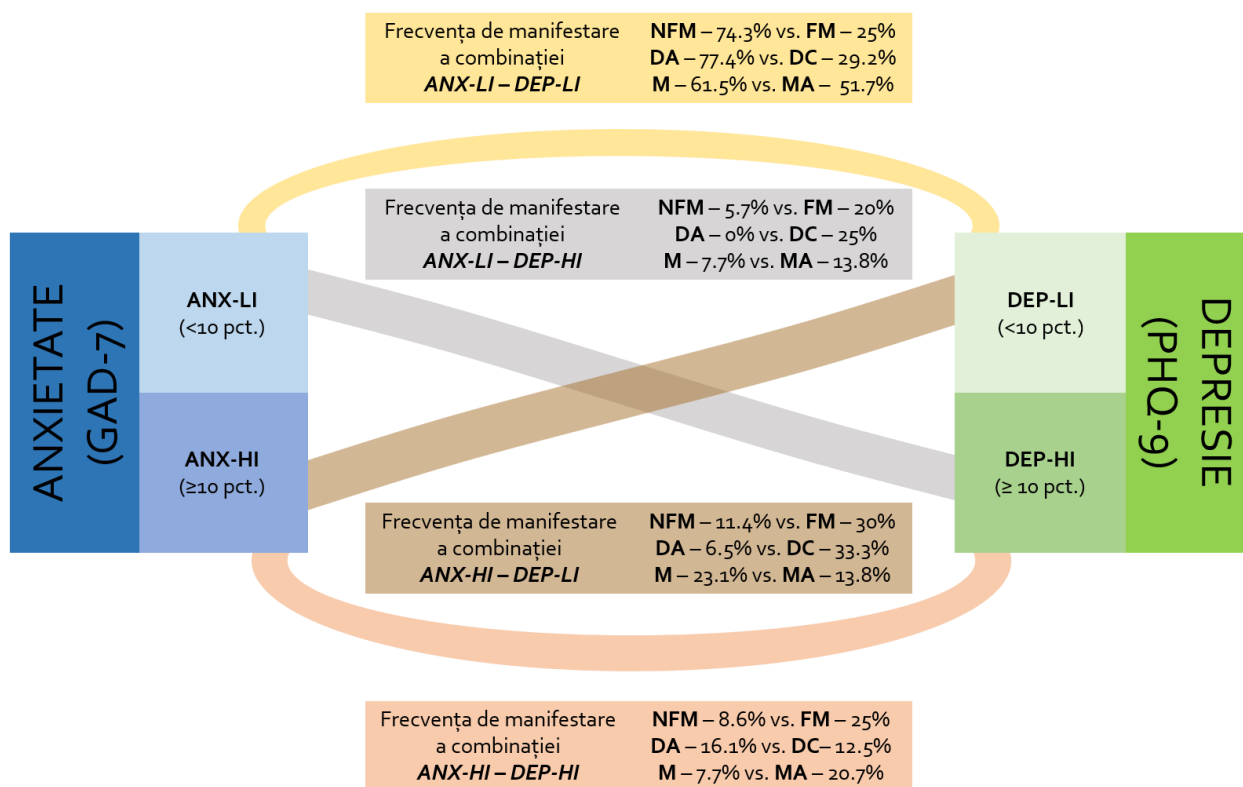 Frecvența de manifestare NFM – 74.3% vs. FM – 25%
a combinației DA – 77.4% vs. DC – 29.2%
ANX-LI – DEP-LI M – 61.5% vs. MA – 51.7%
Frecvența de manifestare NFM – 5.7% vs. FM – 20%
a combinației DA – 0% vs. DC – 25%
ANX-LI – DEP-HI M – 7.7% vs. MA – 13.8%
ANXIETATE
(GAD-7)
ANX-LI
(<10 pct.)
ANX-HI
(≥10 pct.)
DEP-LI
(<10 pct.)
DEP-HI
(≥ 10 pct.)
DEPRESIE
(PHQ-9)
Frecvența de manifestare NFM – 11.4% vs. FM – 30%
a combinației DA – 6.5% vs. DC – 33.3%
ANX-HI – DEP-LI M – 23.1% vs. MA – 13.8%
Frecvența de manifestare NFM – 8.6% vs. FM – 25%
a combinației DA – 16.1% vs. DC– 12.5%
ANX-HI – DEP-HI M – 7.7% vs. MA – 20.7%